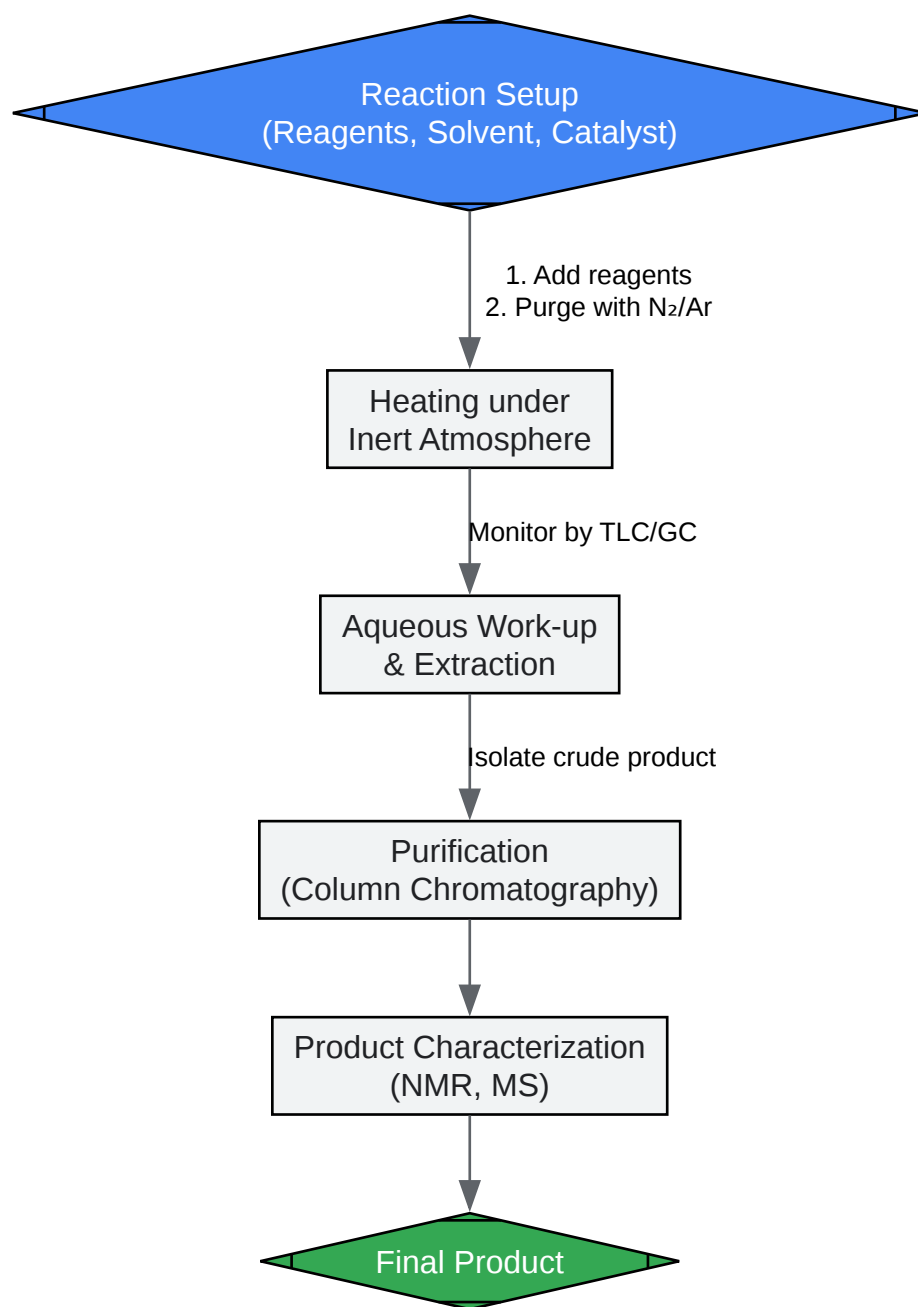 Reaction Setup
(Reagents, Solvent, Catalyst)
1. Add reagents
2. Purge with N₂/Ar
Heating under
Inert Atmosphere
Monitor by TLC/GC
Aqueous Work-up
& Extraction
Isolate crude product
Purification
(Column Chromatography)
Product Characterization
(NMR, MS)
Final Product